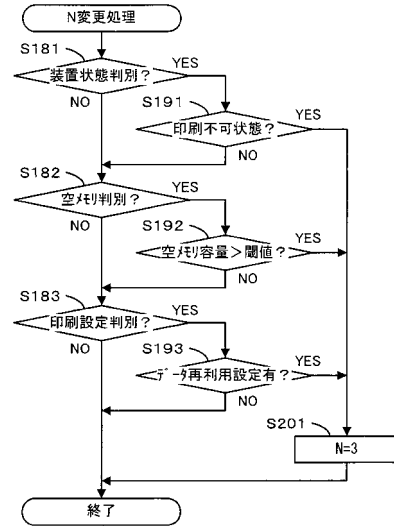 N変更処理
S181
装置状態判別?
YES
NO
S191
印刷不可状態?
YES
NO
S182
空メモリ判別?
YES
NO
S192
空メモリ容量>閾値?
YES
NO
S183
印刷設定判別?
YES
NO
S193
データ再利用設定有?
YES
NO
S201
N=3
終了